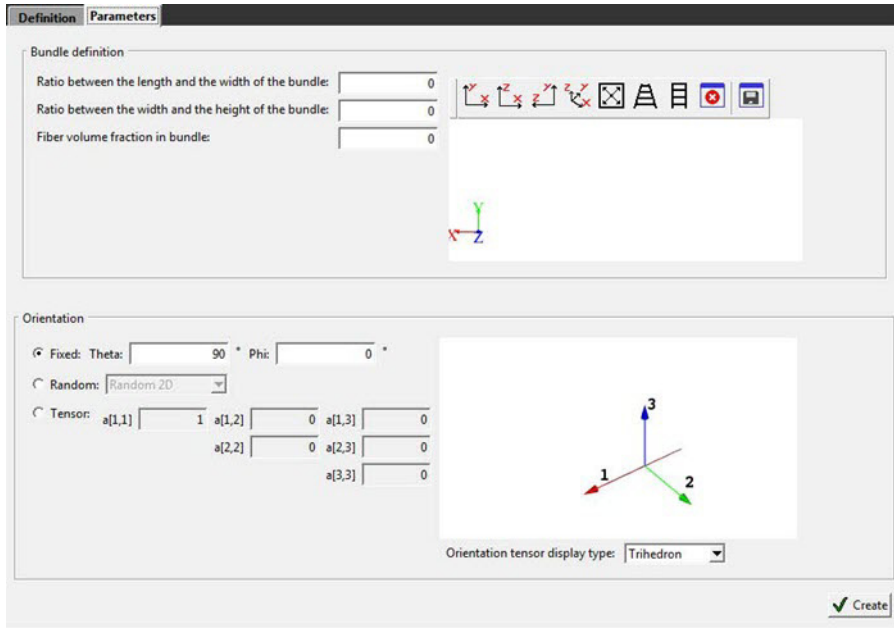 Definition Parameters
Bundle definition
Ratio between the length and the width of the bundle: 0
Ratio between the width and the height of the bundle: 0
Fiber volume fraction in bundle: 0
Y X Z X Z Y Z Y X
Y
X Z
Orientation
Fixed: Theta: 90 ° Phi: 0 °
Random: Random 2D
Tensor: a[1,1] 1 a[1,2] 0 a[1,3] 0
a[2,2] 0 a[2,3] 0
a[3,3] 0
3
1 2
Orientation tensor display type: Trihedron
Create